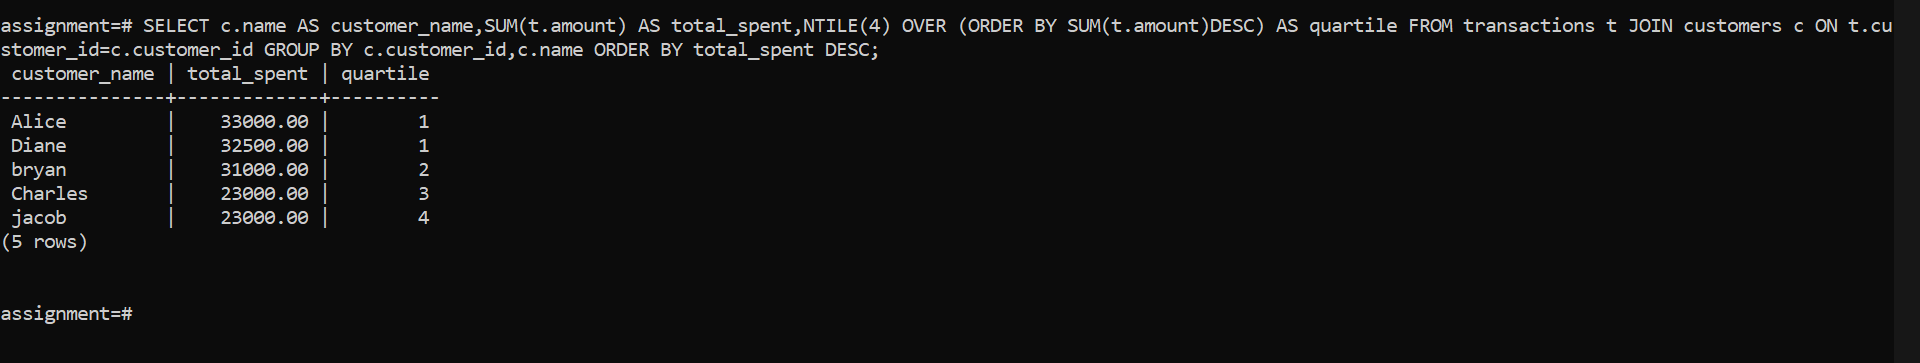 assignment=# SELECT c.name AS customer_name,SUM(t.amount) AS total_spent,NTILE(4) OVER (ORDER BY SUM(t.amount)DESC) AS quartile FROM transactions t JOIN customers c ON t.cu
stomer_id=c.customer_id GROUP BY c.customer_id,c.name ORDER BY total_spent DESC;
 customer_name | total_spent | quartile
---------------+-------------+----------
 Alice         |    33000.00 |        1
 Diane         |    32500.00 |        1
 bryan         |    31000.00 |        2
 Charles       |    23000.00 |        3
 jacob         |    23000.00 |        4
(5 rows)
assignment=#